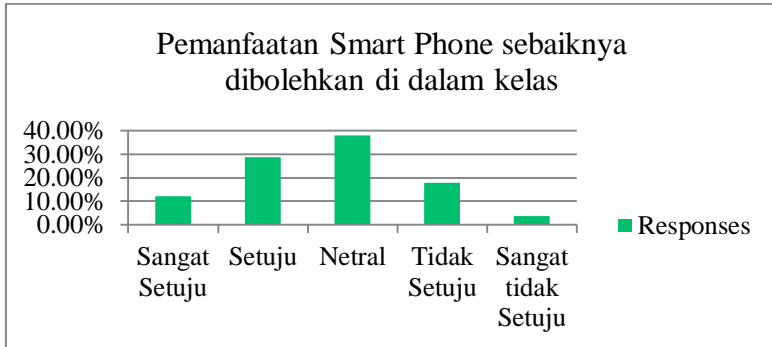 Pemanfaatan Smart Phone sebaiknya
dibolehkan di dalam kelas
40.00%
30.00%
20.00%
10.00%
0.00%
Sangat
Setuju
Setuju
Netral
Tidak
Setuju
Sangat
tidak
Setuju
Responses